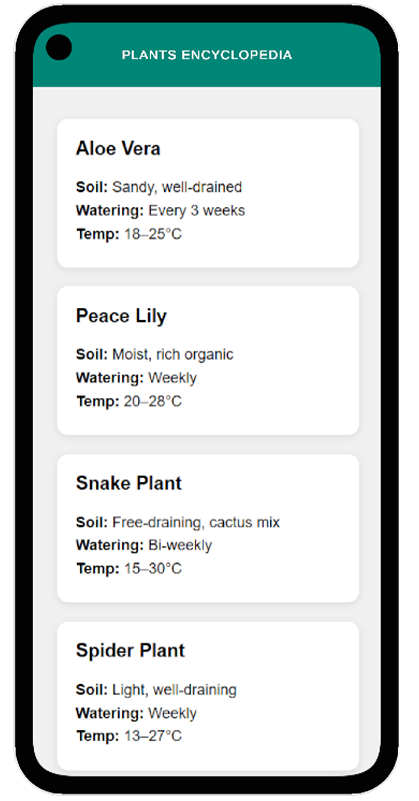 PLANTS ENCYCLOPEDIA
Aloe Vera
Soil: Sandy, well-drained
Watering: Every 3 weeks
Temp: 18–25°C
Peace Lily
Soil: Moist, rich organic
Watering: Weekly
Temp: 20–28°C
Snake Plant
Soil: Free-draining, cactus mix
Watering: Bi-weekly
Temp: 15–30°C
Spider Plant
Soil: Light, well-draining
Watering: Weekly
Temp: 13–27°C